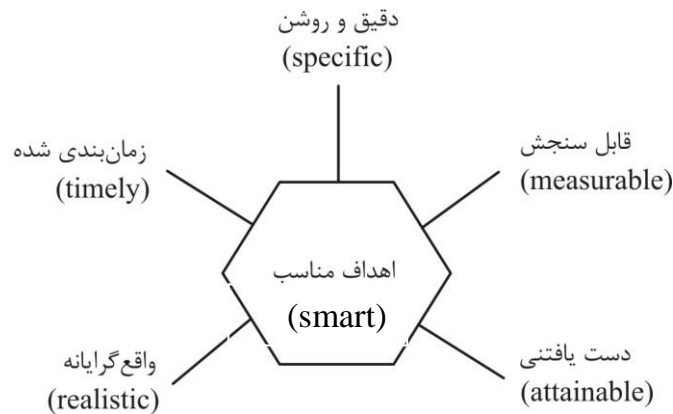 دقیق و روشن
(specific)
قابل سنجش
(measurable)
زمان‌بندی شده
(timely)
اهداف مناسب
(smart)
دست یافتنی
(attainable)
واقع‌گرایانه
(realistic)